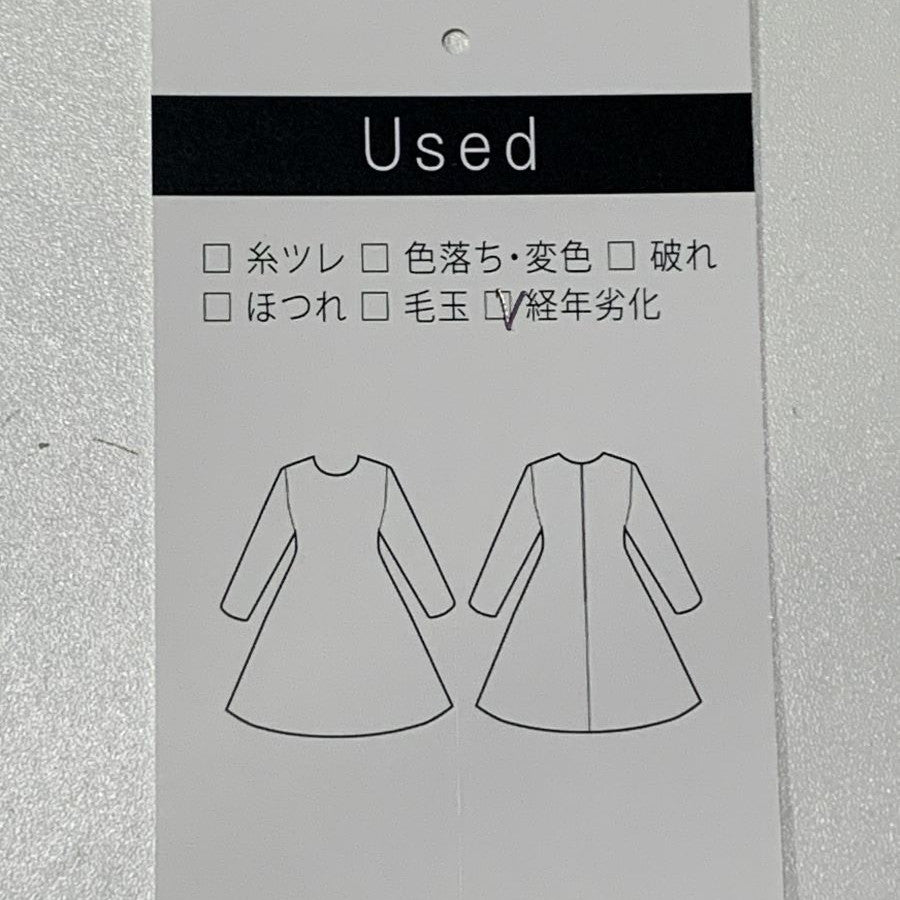 Used
□ 糸ツレ □ 色落ち・変色 □ 破れ
□ ほつれ □ 毛玉 ☑ 経年劣化